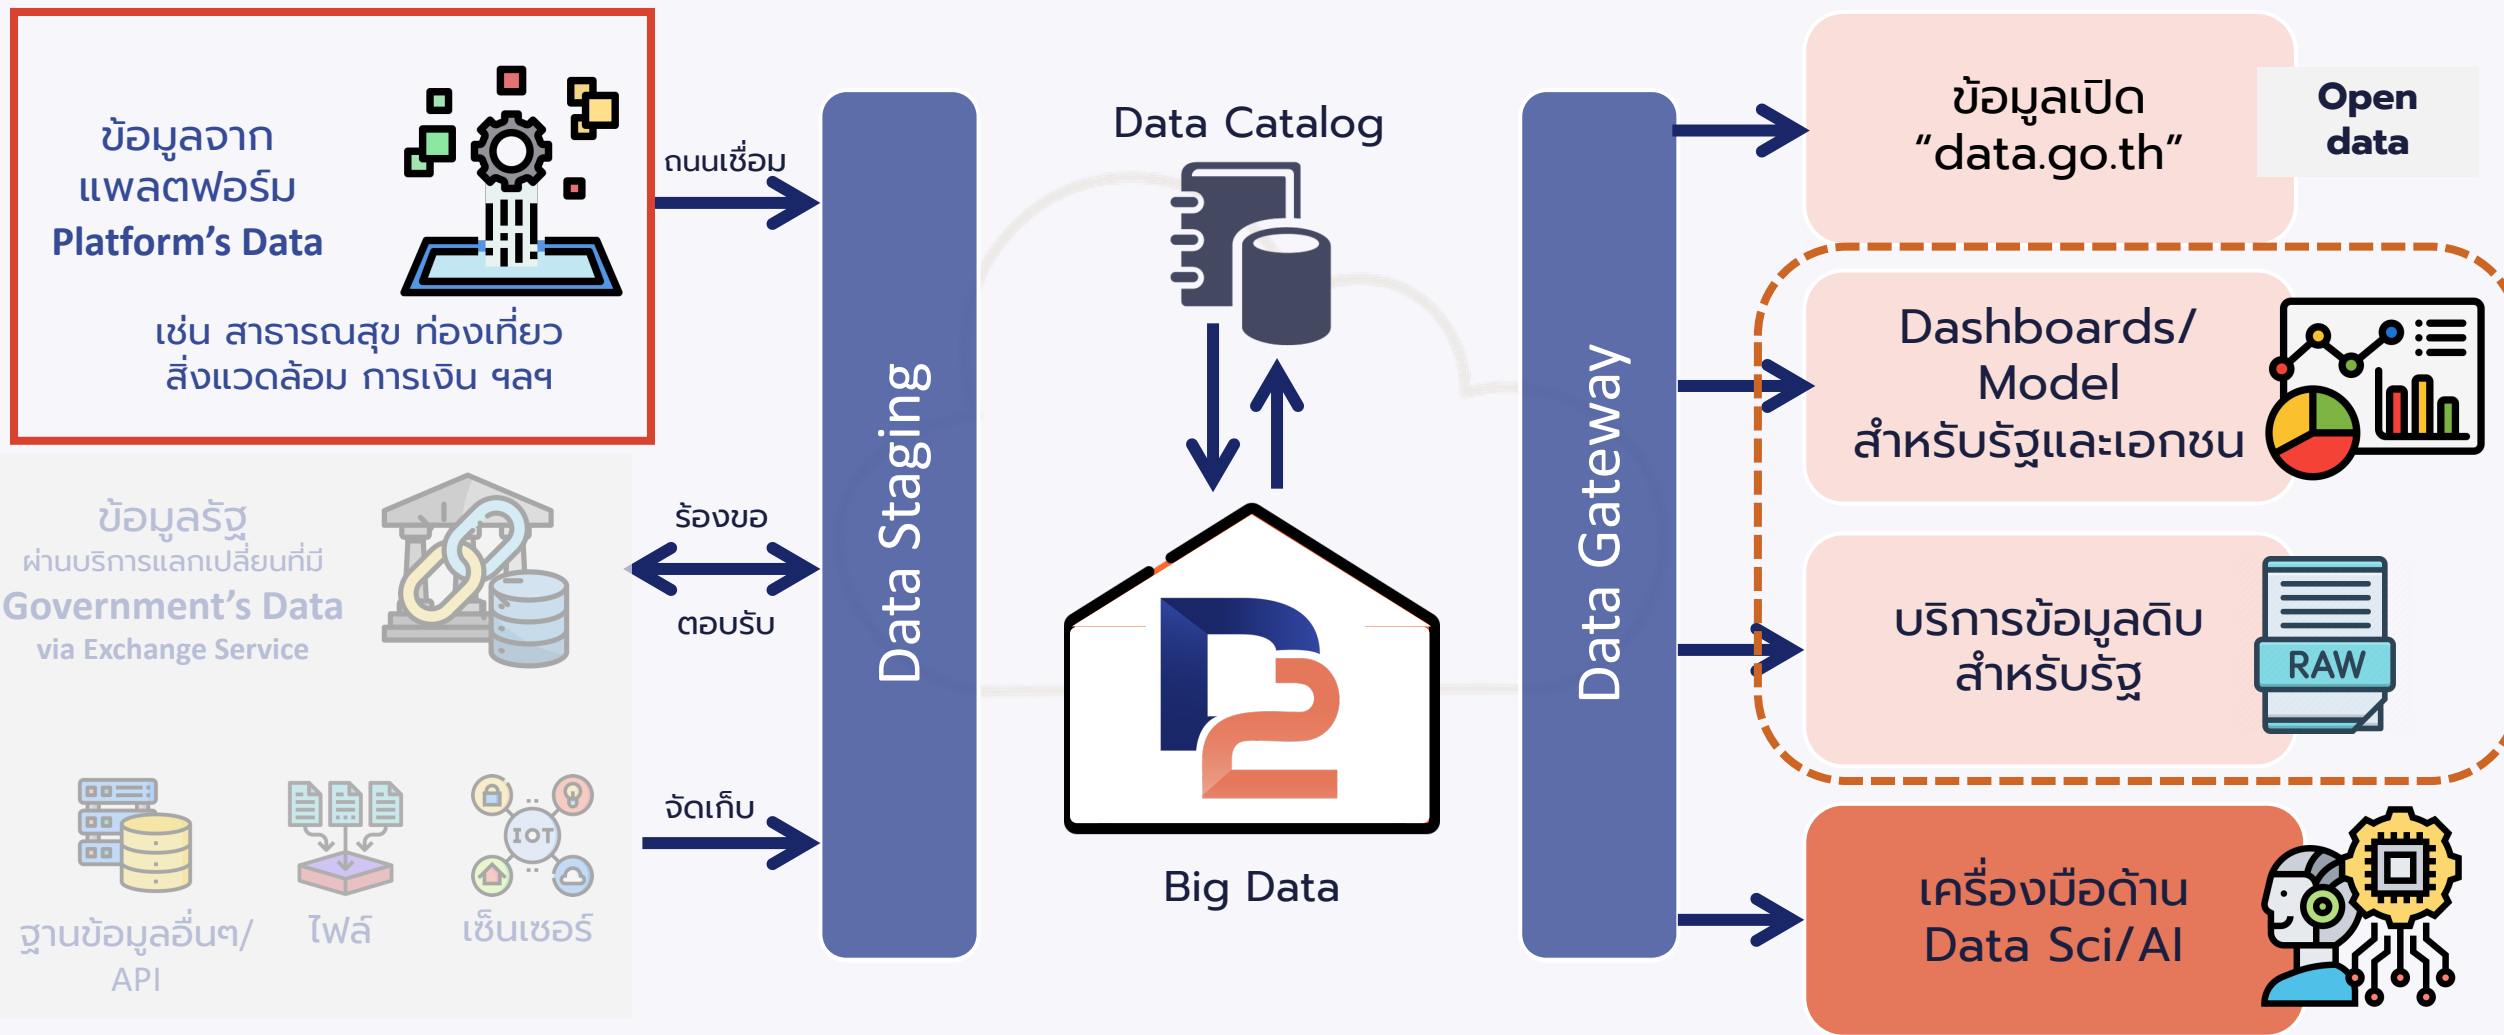 ข้อมูลจาก
แพลตฟอร์ม
Platform's Data
เช่น สาธารณสุข ท่องเที่ยว
สิ่งแวดล้อม การเงิน ฯลฯ
ข้อมูลรัฐ
ผ่านบริการแลกเปลี่ยนที่มี
Government's Data
via Exchange Service
IOT
ฐานข้อมูลอื่นๆ/
API
ไฟล์
เซ็นเซอร์
ถนนเชื่อม
ร้องขอ
ตอบรับ
จัดเก็บ
Data Staging
Data Catalog
Big Data
Data Gateway
ข้อมูลเปิด
“data.go.th”
Open
data
Dashboards/
Model
สำหรับรัฐและเอกชน
บริการข้อมูลดิบ
สำหรับรัฐ
RAW
เครื่องมือด้าน
Data Sci/AI